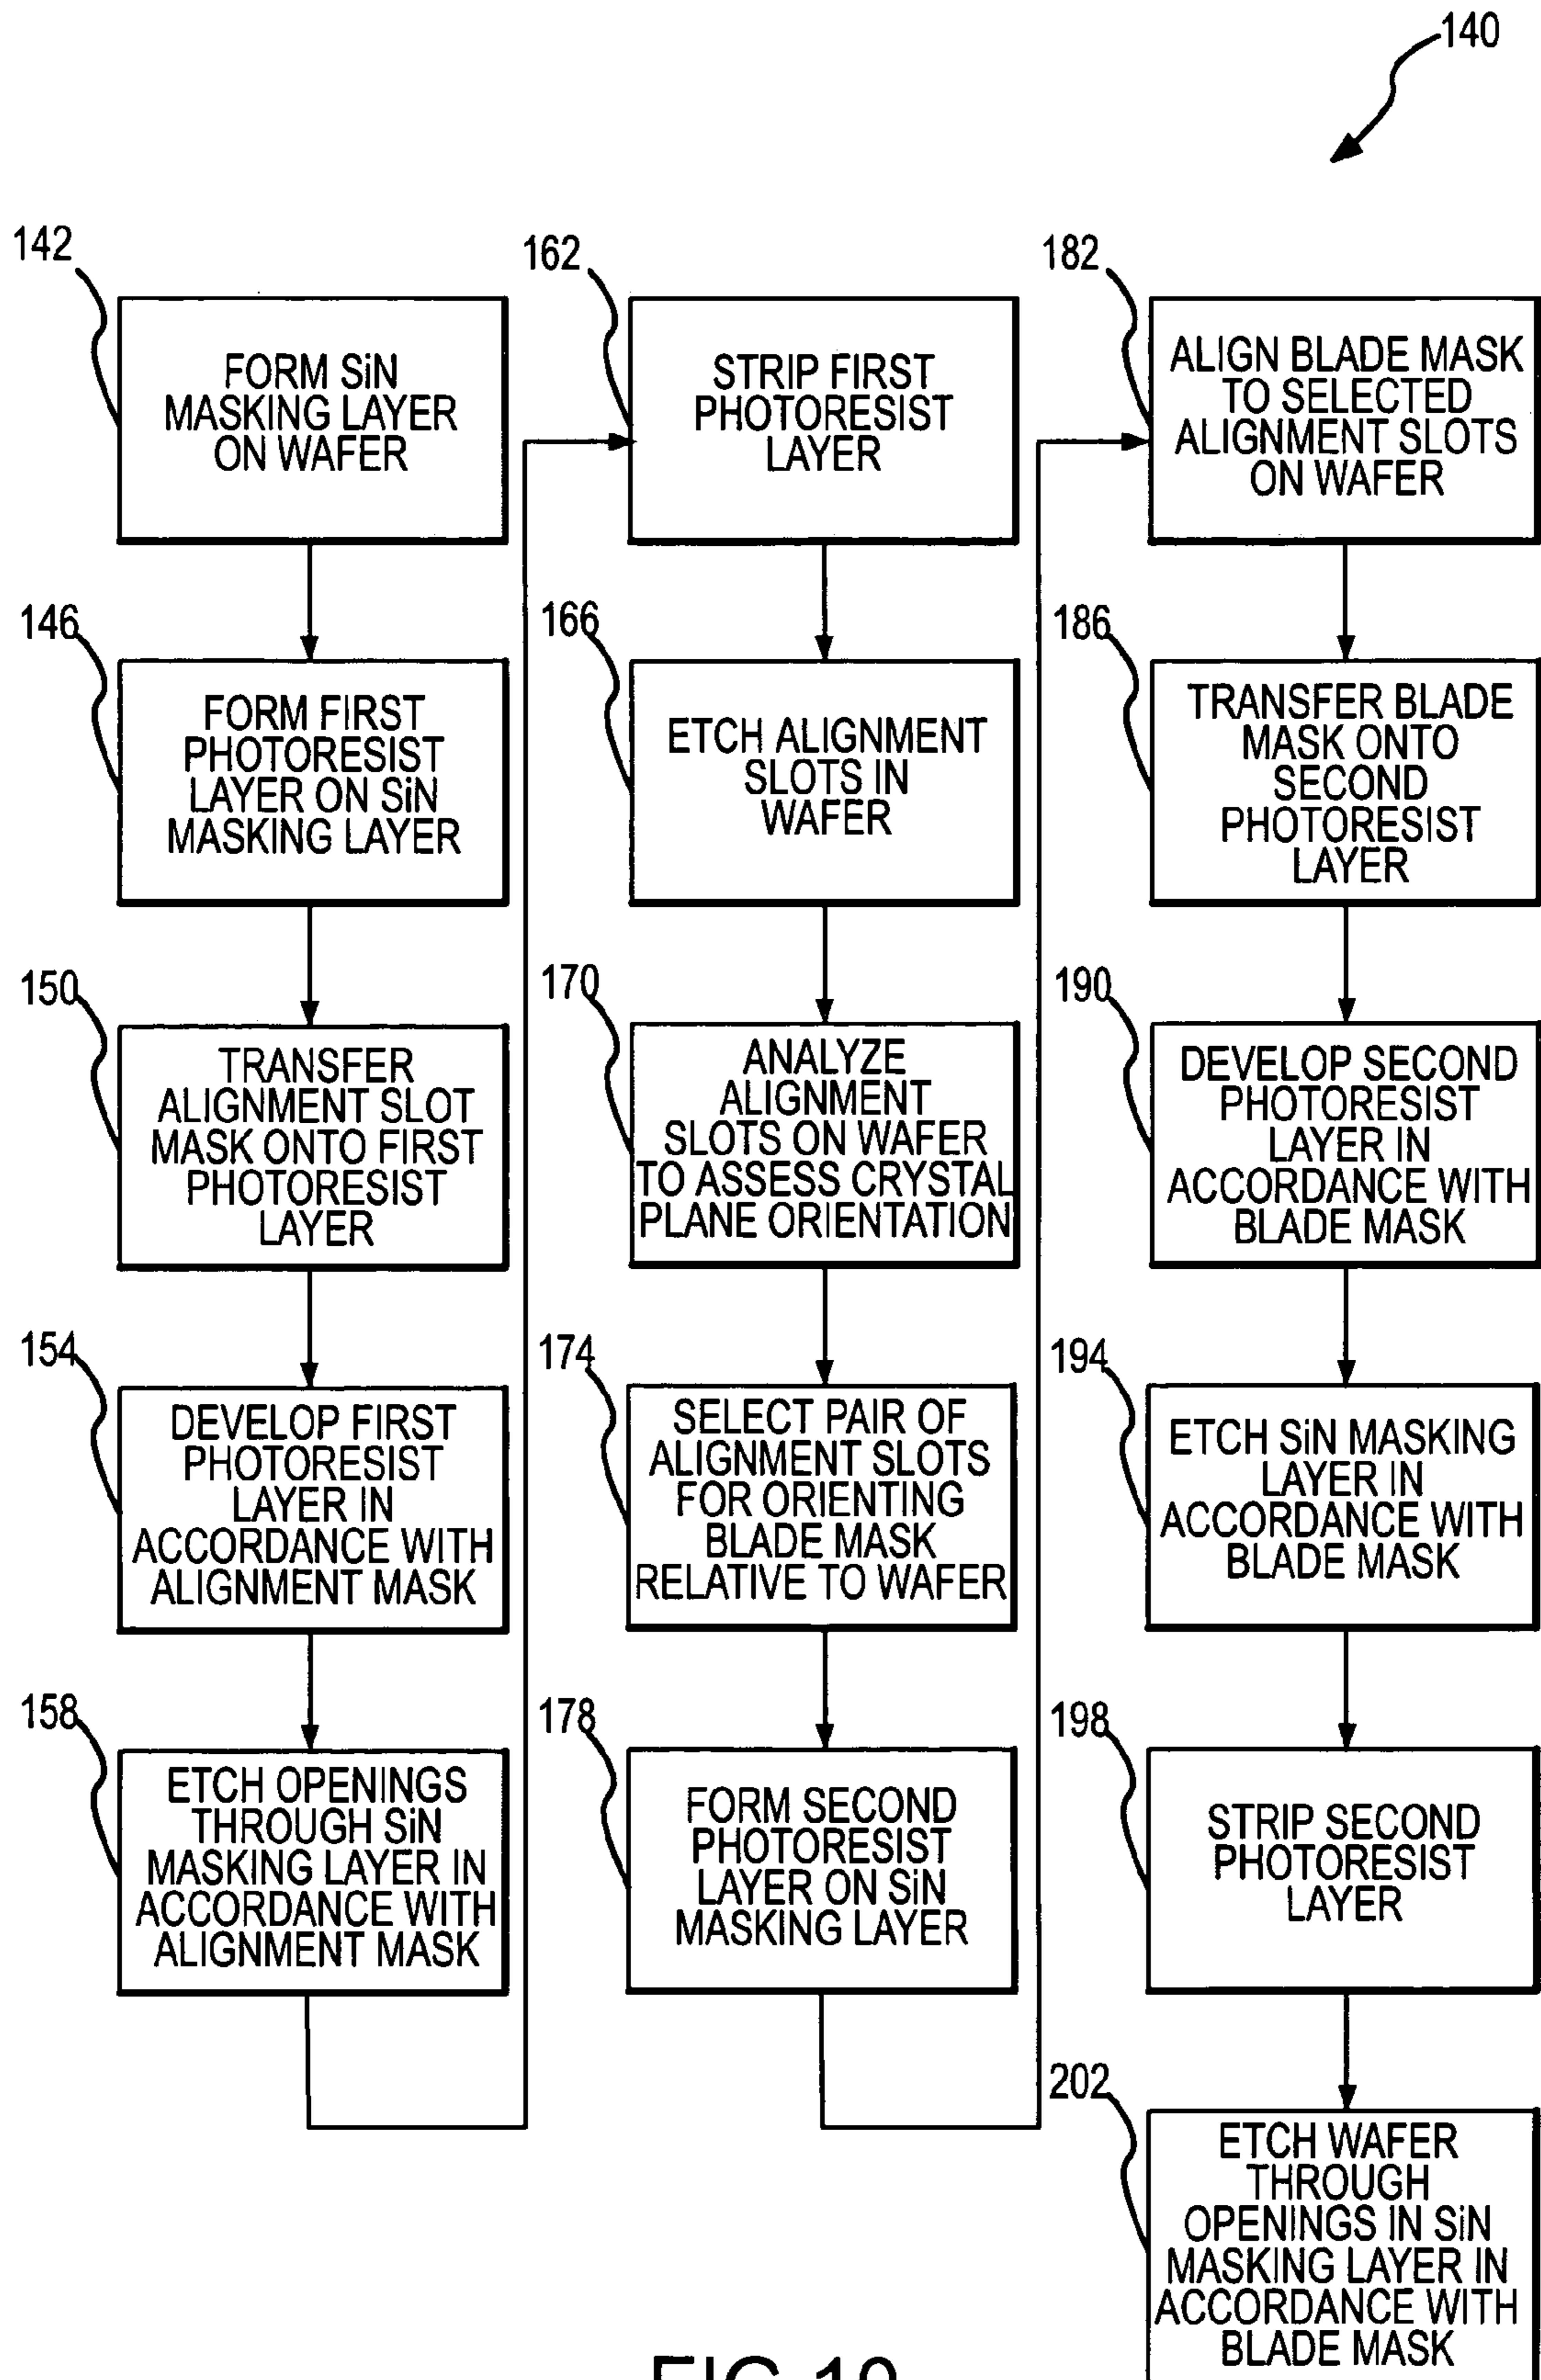 140
142
FORM SiN
MASKING LAYER
ON WAFER
146
FORM FIRST
PHOTORESIST
LAYER ON SiN
MASKING LAYER
150
TRANSFER
ALIGNMENT SLOT
MASK ONTO FIRST
PHOTORESIST
LAYER
154
DEVELOP FIRST
PHOTORESIST
LAYER IN
ACCORDANCE WITH
ALIGNMENT MASK
158
ETCH OPENINGS
THROUGH SiN
MASKING LAYER IN
ACCORDANCE WITH
ALIGNMENT MASK
162
STRIP FIRST
PHOTORESIST
LAYER
166
ETCH ALIGNMENT
SLOTS IN
WAFER
170
ANALYZE
ALIGNMENT
SLOTS ON WAFER
TO ASSESS CRYSTAL
PLANE ORIENTATION
174
SELECT PAIR OF
ALIGNMENT SLOTS
FOR ORIENTING
BLADE MASK
RELATIVE TO WAFER
178
FORM SECOND
PHOTORESIST
LAYER ON SiN
MASKING LAYER
182
ALIGN BLADE MASK
TO SELECTED
ALIGNMENT SLOTS
ON WAFER
186
TRANSFER BLADE
MASK ONTO
SECOND
PHOTORESIST
LAYER
190
DEVELOP SECOND
PHOTORESIST
LAYER IN
ACCORDANCE WITH
BLADE MASK
194
ETCH SiN MASKING
LAYER IN
ACCORDANCE WITH
BLADE MASK
198
STRIP SECOND
PHOTORESIST
LAYER
202
ETCH WAFER
THROUGH
OPENINGS IN SiN
MASKING LAYER IN
ACCORDANCE WITH
BLADE MASK